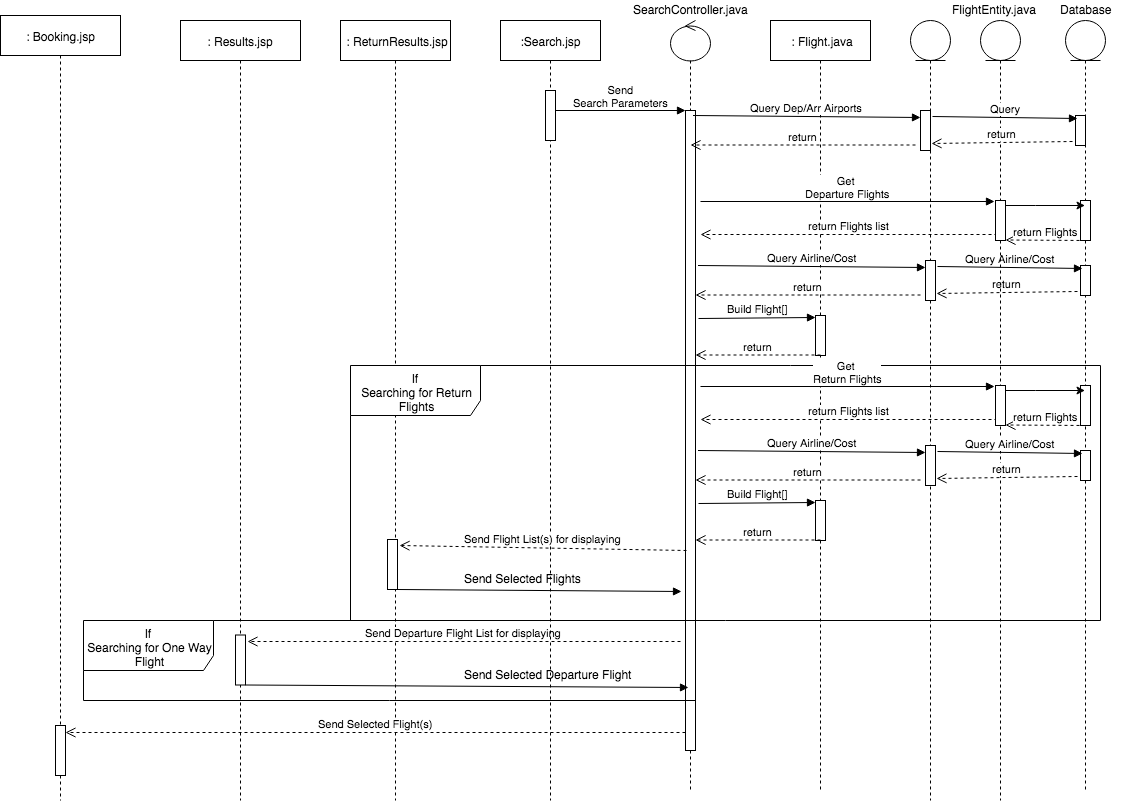 SearchController.java
FlightEntity.java
Database
: Booking.jsp
: Results.jsp
: ReturnResults.jsp
:Search.jsp
: Flight.java
Send
Search Parameters
Query Dep/Arr Airports
Query
return
return
Get
Departure Flights
return Flights list
return Flights
Query Airline/Cost
Query Airline/Cost
return
return
Build Flight[]
return
If
Searching for Return
Flights
Get
Return Flights
return Flights list
return Flights
Query Airline/Cost
Query Airline/Cost
return
return
Build Flight[]
return
Send Flight List(s) for displaying
Send Selected Flights
If
Searching for One Way
Flight
Send Departure Flight List for displaying
Send Selected Departure Flight
Send Selected Flight(s)